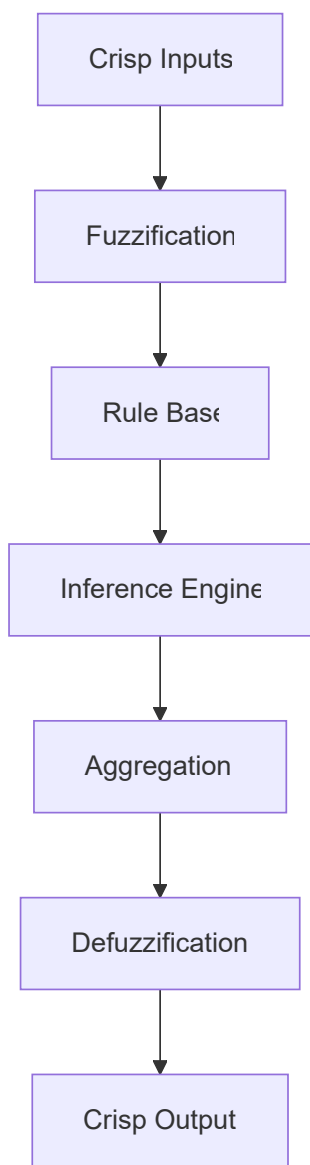 Crisp Inputs
Fuzzification
Rule Base
Inference Engine
Aggregation
Defuzzification
Crisp Output